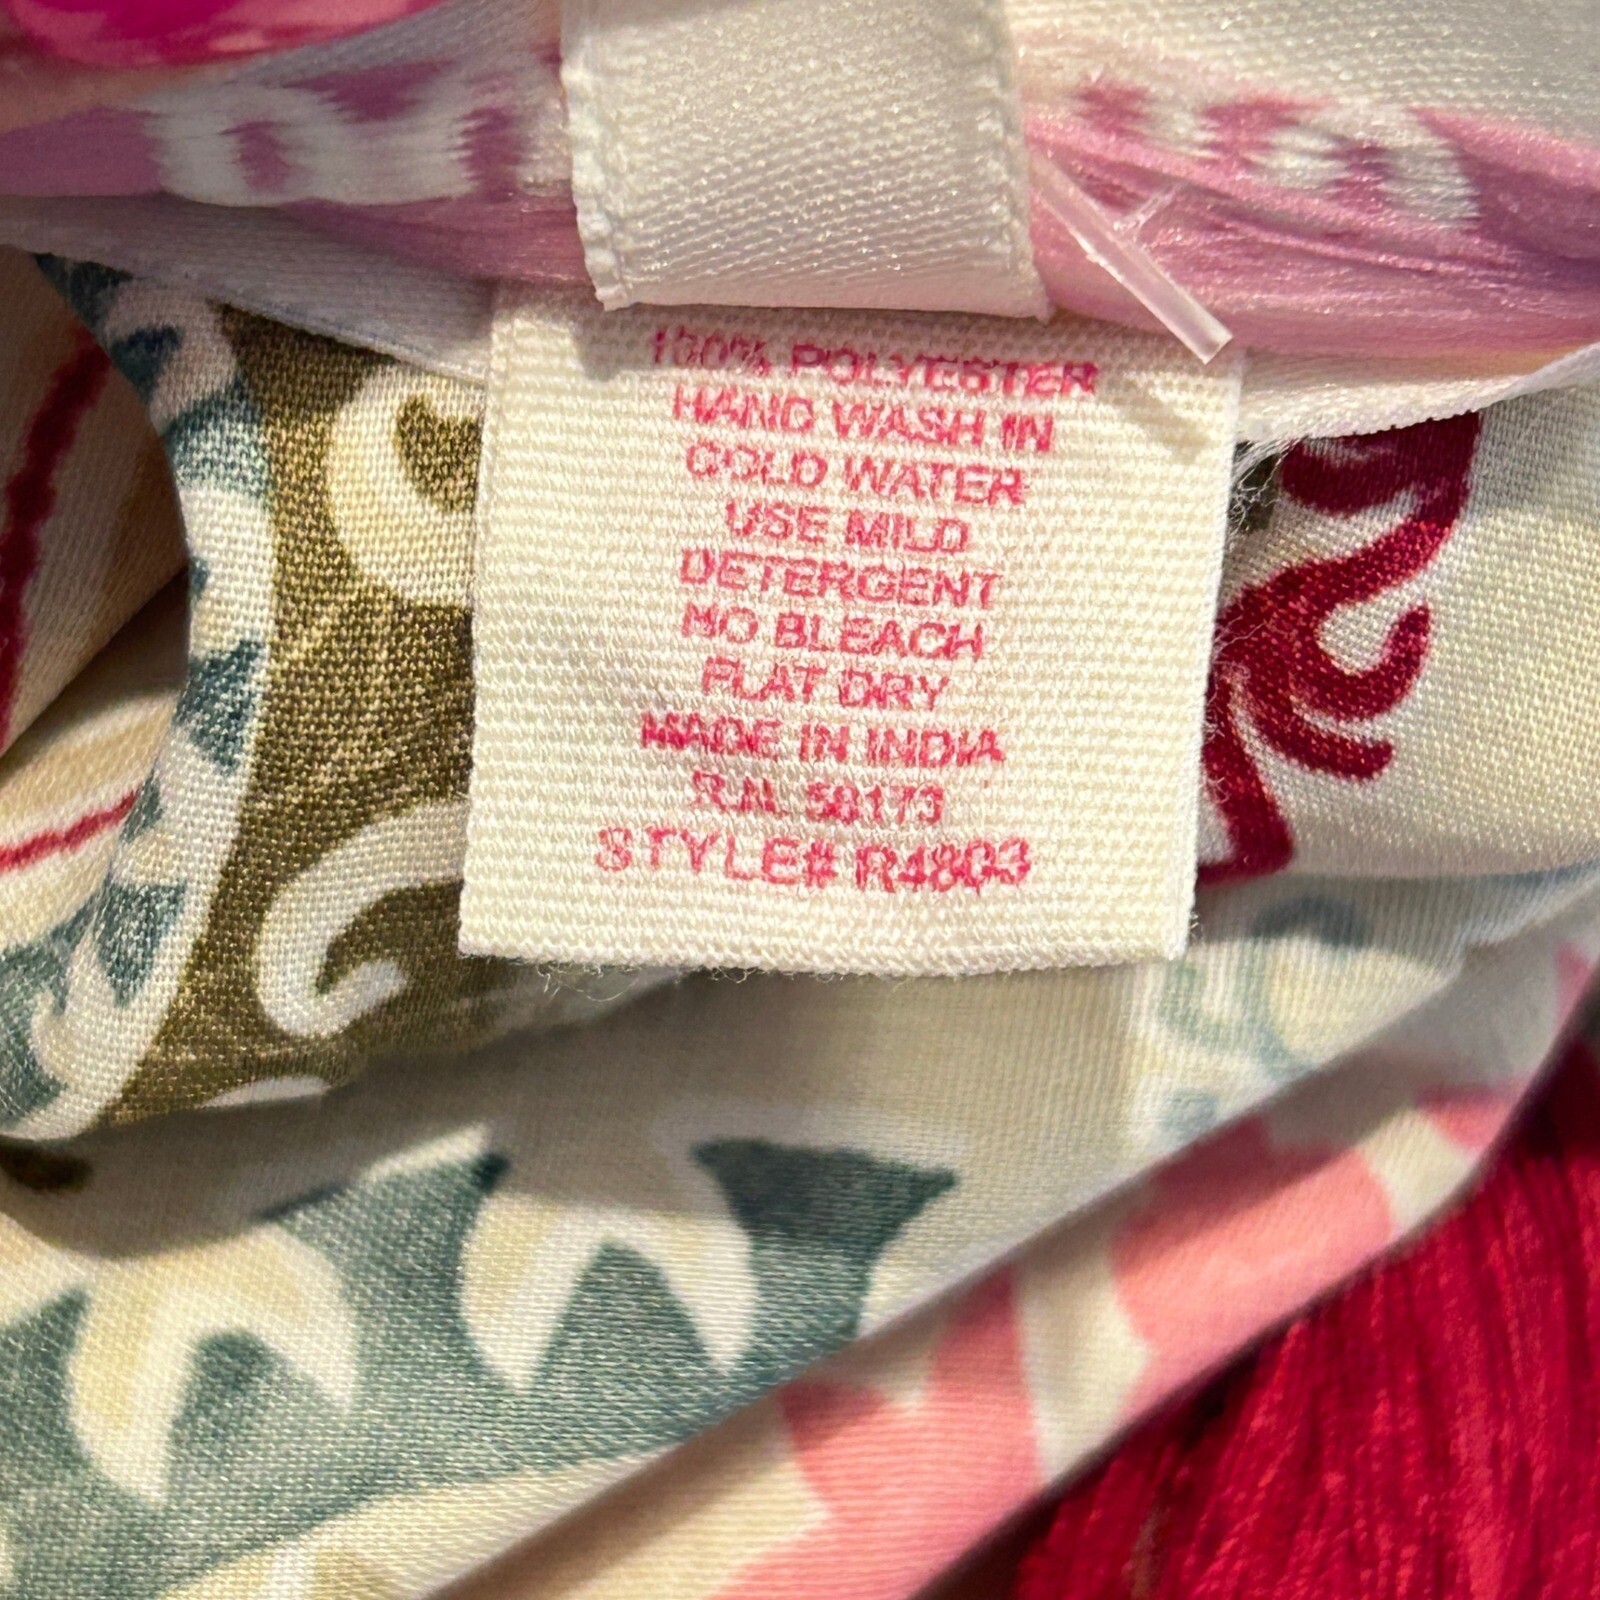 100% POLYESTER
HAND WASH IN
COLD WATER
USE MILD
DETERGENT
NO BLEACH
FLAT DRY
MADE IN INDIA
R.N. 58173
STYLE# R4803